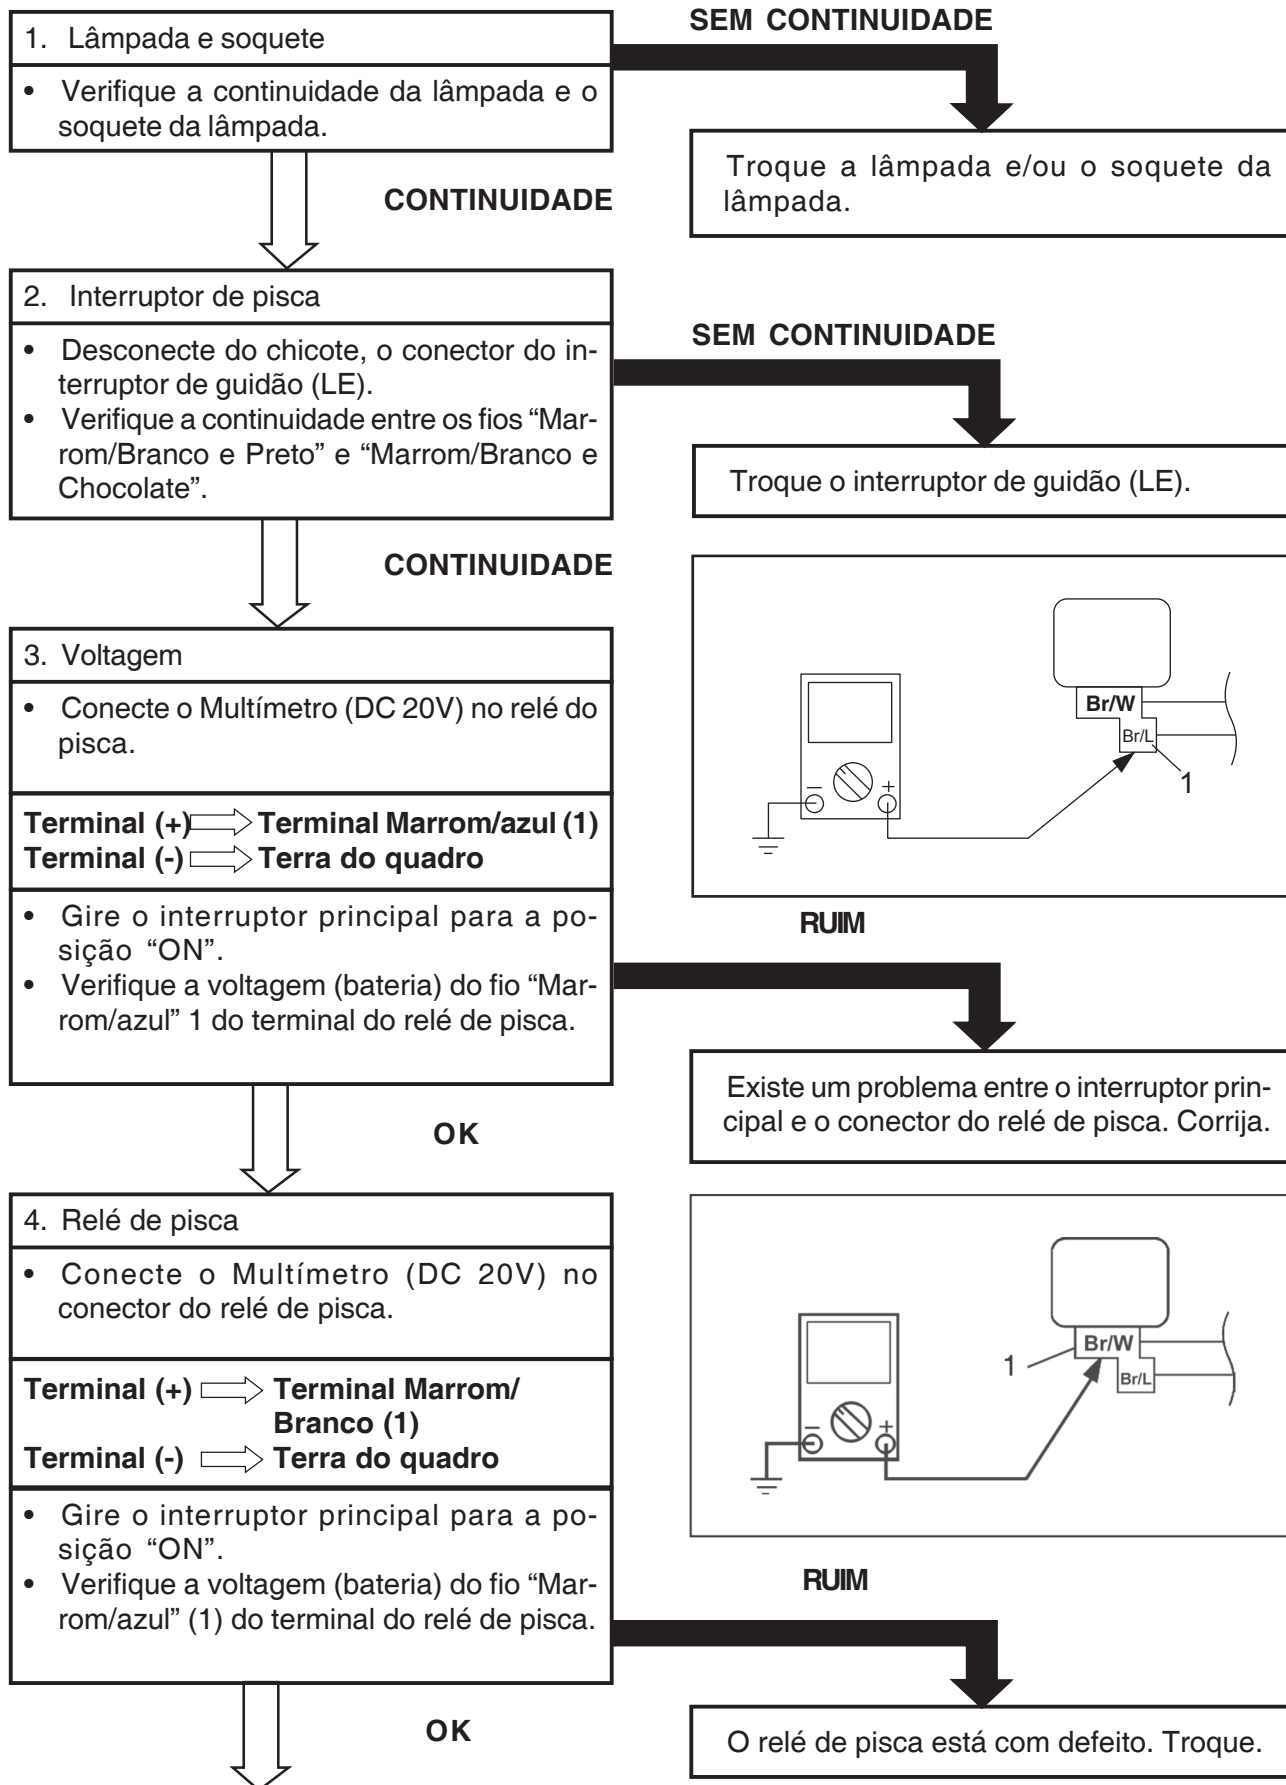 1. Lâmpada e soquete
• Verifique a continuidade da lâmpada e o
soquete da lâmpada.
SEM CONTINUIDADE
Troque a lâmpada e/ou o soquete da
lâmpada.
CONTINUIDADE
2. Interruptor de pisca
• Desconecte do chicote, o conector do in-
terruptor de guidão (LE).
• Verifique a continuidade entre os fios “Mar-
rom/Branco e Preto” e “Marrom/Branco e
Chocolate”.
SEM CONTINUIDADE
Troque o interruptor de guidão (LE).
CONTINUIDADE
3. Voltagem
• Conecte o Multímetro (DC 20V) no relé do
pisca.
Terminal (+) Terminal Marrom/azul (1)
Terminal (-) Terra do quadro
• Gire o interruptor principal para a po-
sição “ON”.
• Verifique a voltagem (bateria) do fio “Mar-
rom/azul” 1 do terminal do relé de pisca.
Br/W
Br/L
1
– +
RUIM
Existe um problema entre o interruptor prin-
cipal e o conector do relé de pisca. Corrija.
OK
4. Relé de pisca
• Conecte o Multímetro (DC 20V) no
conector do relé de pisca.
Terminal (+) Terminal Marrom/
Branco (1)
Terminal (-) Terra do quadro
• Gire o interruptor principal para a po-
sição “ON”.
• Verifique a voltagem (bateria) do fio “Mar-
rom/azul” (1) do terminal do relé de pisca.
Br/W
1
Br/L
– +
RUIM
O relé de pisca está com defeito. Troque.
OK